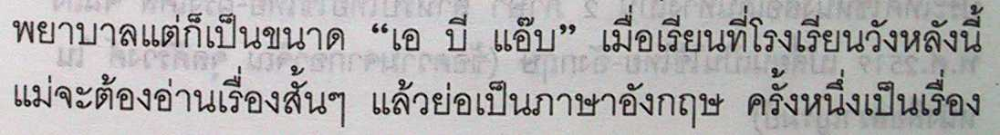 พยาบาลแต่ก็เป็นขนาด “เอ บี แอ๊บ” เมื่อเรียนที่โรงเรียนวังหลังนี้
แม่จะต้องอ่านเรื่องสั้นๆ แล้วย่อเป็นภาษาอังกฤษ ครั้งหนึ่งเป็นเรื่อง